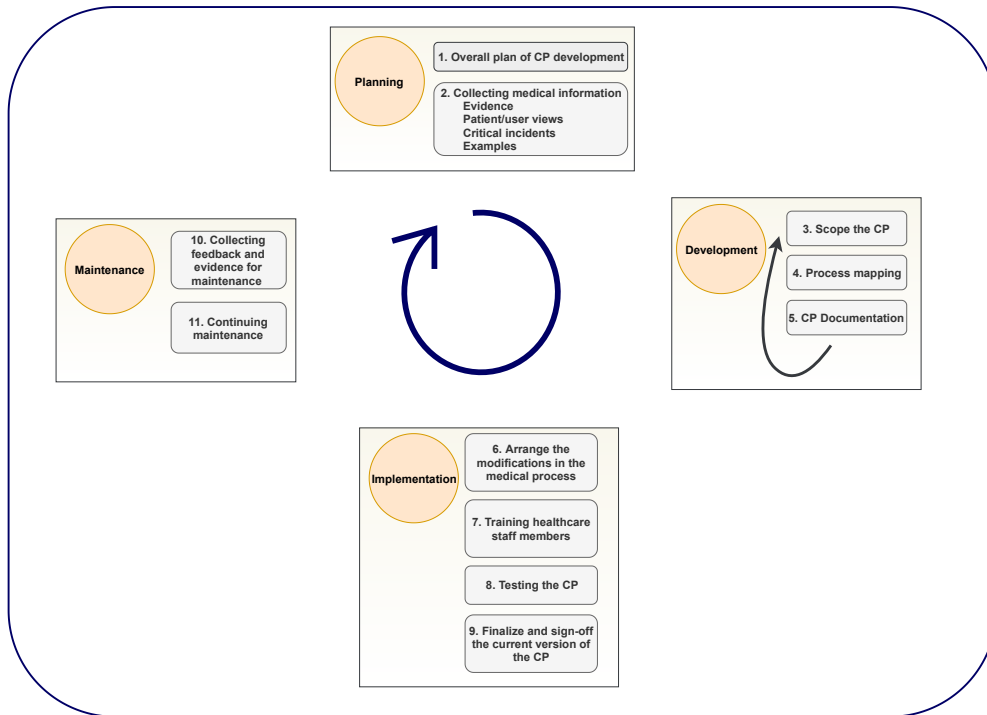 Planning
1. Overall plan of CP development
2. Collecting medical information
Evidence
Patient/user views
Critical incidents
Examples
Development
3. Scope the CP
4. Process mapping
5. CP Documentation
Implementation
6. Arrange the
modifications in the
medical process
7. Training healthcare
staff members
8. Testing the CP
9. Finalize and sign-off
the current version of
the CP
Maintenance
10. Collecting
feedback and
evidence for
maintenance
11. Continuing
maintenance